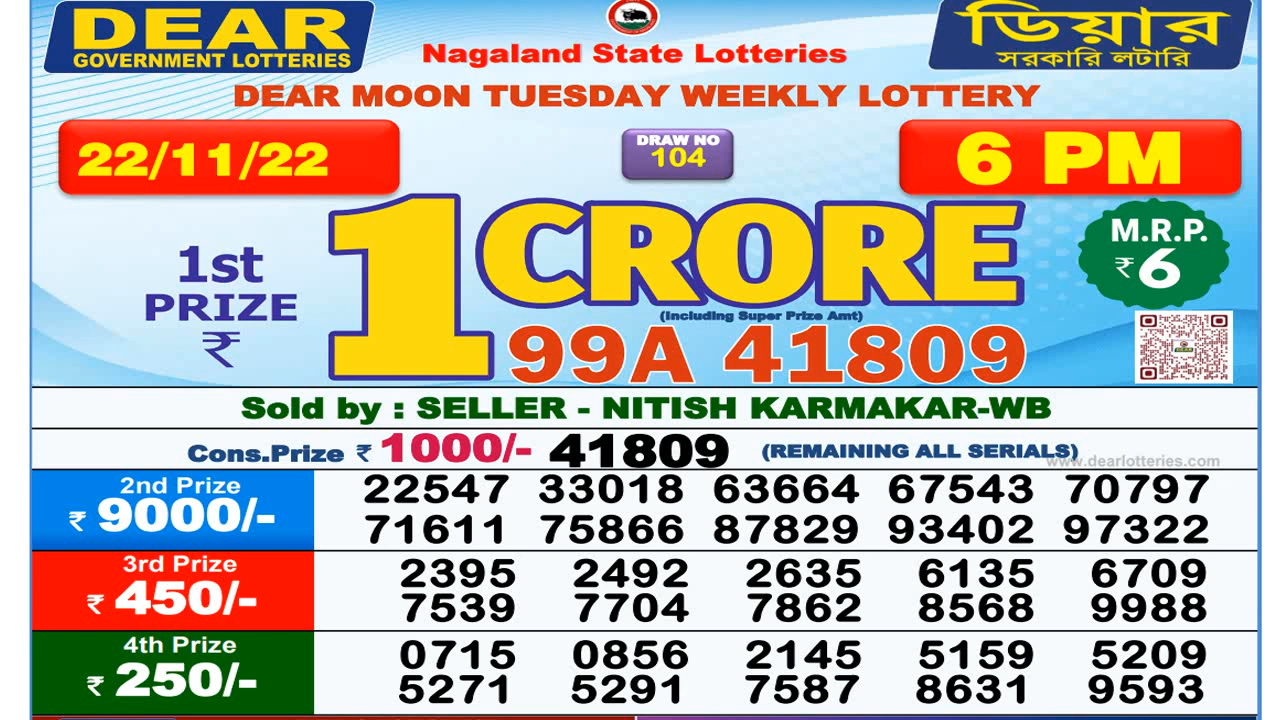 DEAR
GOVERNMENT LOTTERIES
Nagaland State Lotteries
ডিয়ার
সরকারি লটারি
DEAR MOON TUESDAY WEEKLY LOTTERY
22/11/22
DRAW NO
104
6 PM
1st
PRIZE
₹
1 CRORE
(Including Super Prize Amt)
99A 41809
M.R.P.
₹ 6
DEAR
Sold by : SELLER - NITISH KARMAKAR-WB
Cons.Prize ₹ 1000/- 41809 (REMAINING ALL SERIALS)
www.dearlotteries.com
2nd Prize
₹ 9000/-
22547 33018 63664 67543 70797
71611 75866 87829 93402 97322
3rd Prize
₹ 450/-
2395 2492 2635 6135 6709
7539 7704 7862 8568 9988
4th Prize
₹ 250/-
0715 0856 2145 5159 5209
5271 5291 7587 8631 9593